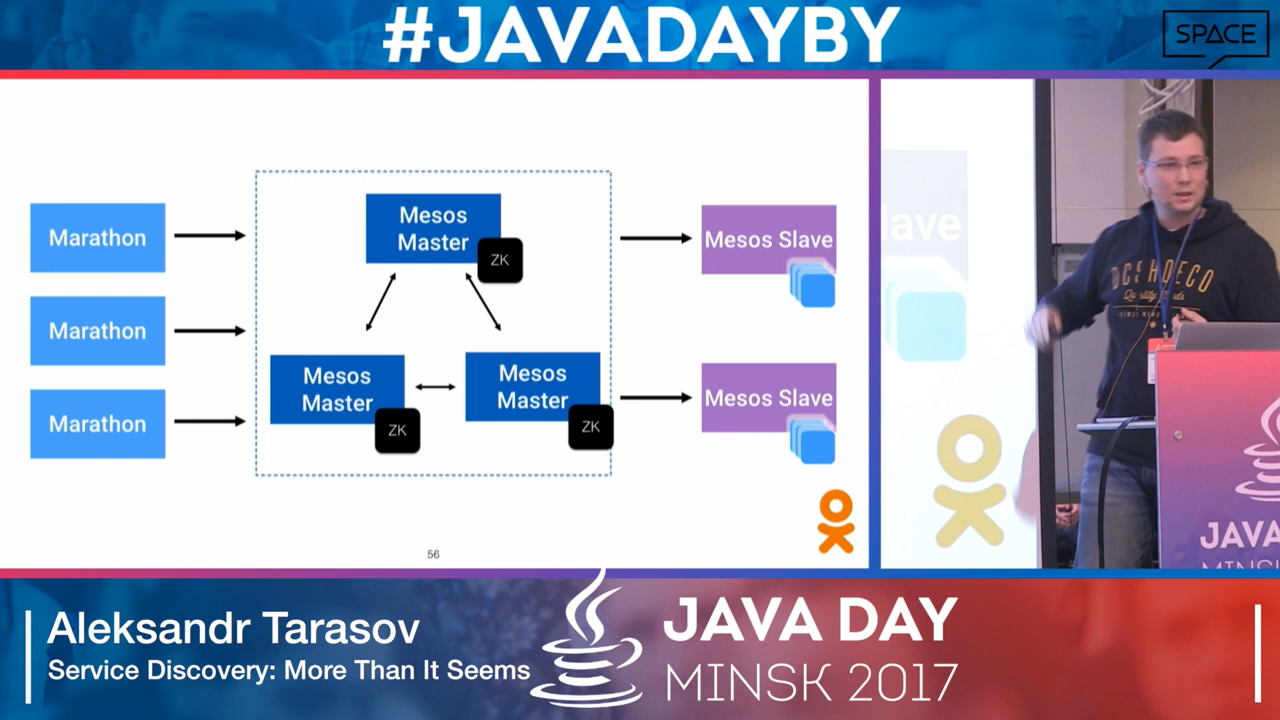 #JAVADAYBY
SPACE
Marathon
Marathon
Marathon
Mesos
Master
ZK
Mesos
Master
ZK
Mesos
Master
ZK
Mesos Slave
Mesos Slave
56
lave
Aleksandr Tarasov
Service Discovery: More Than It Seems
JAVA DAY
MINSK 2017
JAVA